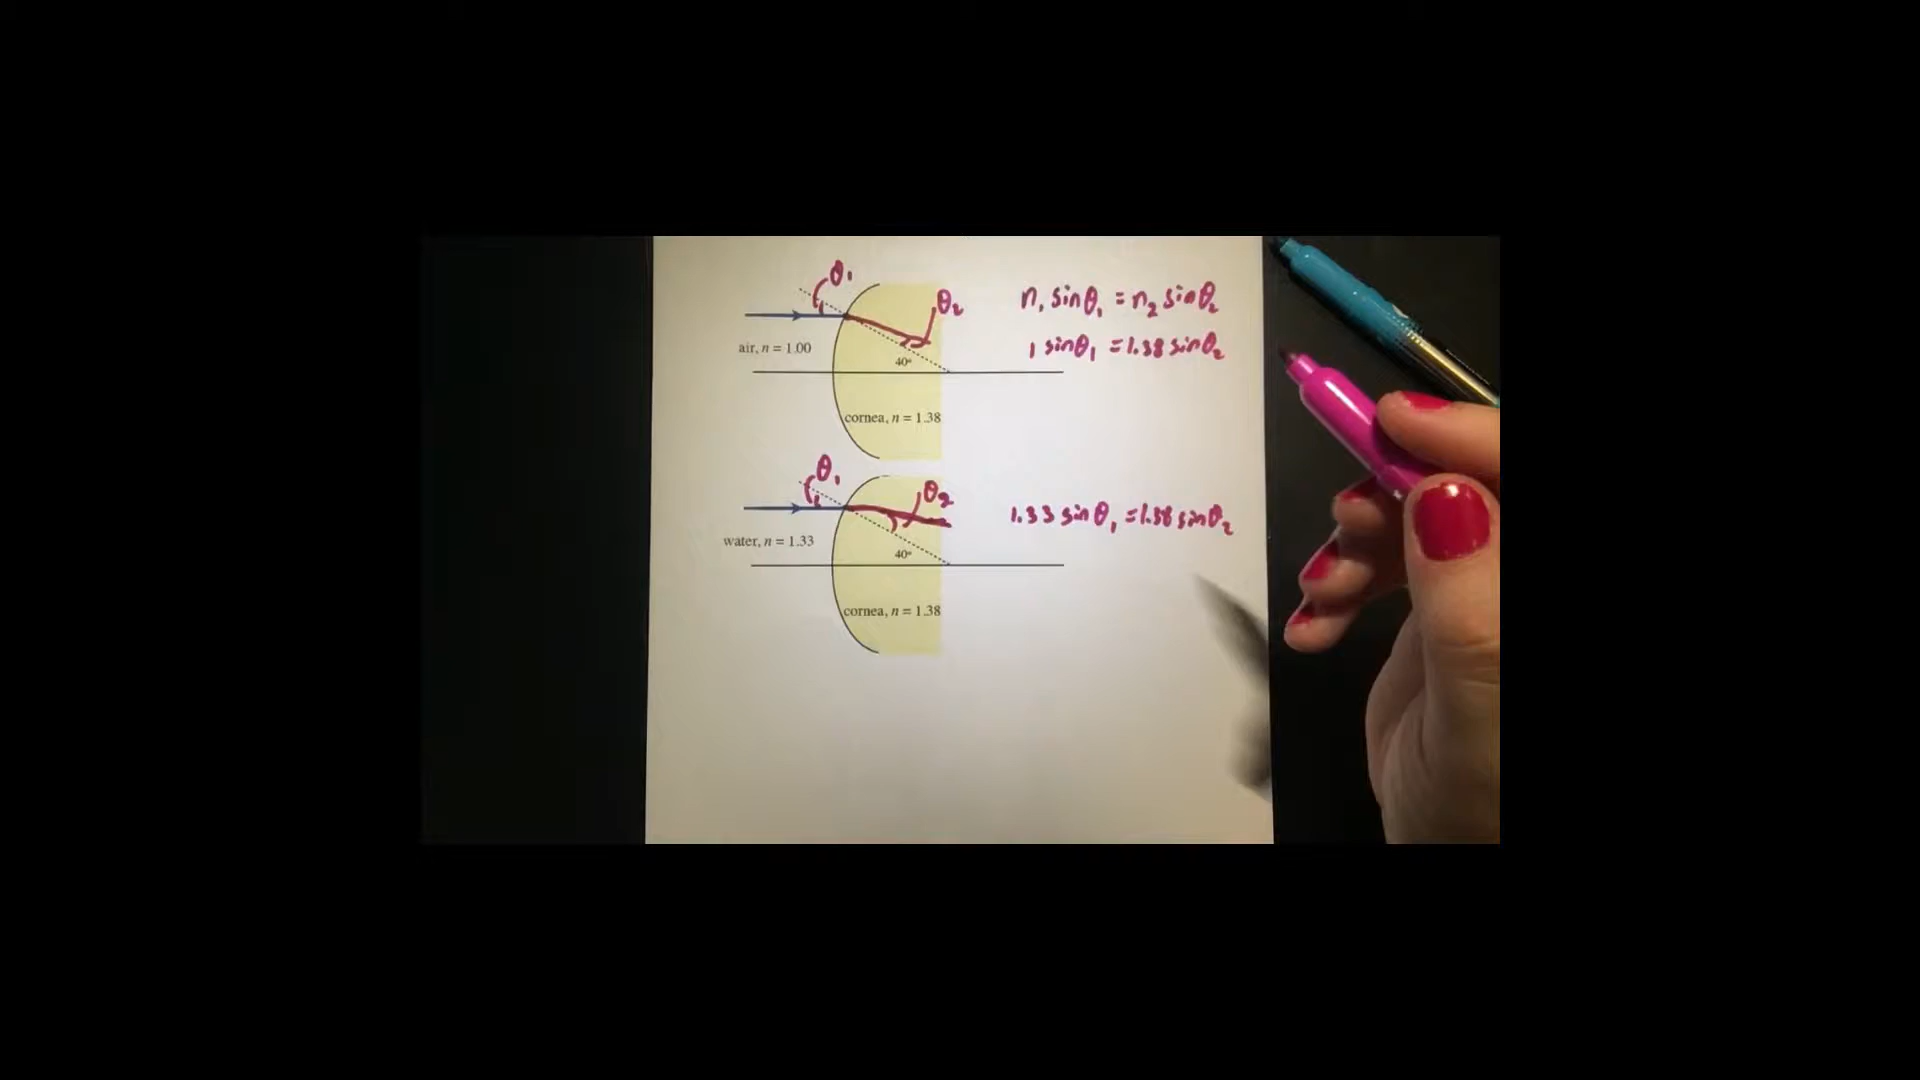 θ₁
θ₂
n₁ sinθ₁ = n₂ sinθ₂
air, n = 1.00
1 sinθ₁ = 1.38 sinθ₂
40°
cornea, n = 1.38
θ₁
θ₂
1.33 sinθ₁ = 1.38 sinθ₂
water, n = 1.33
40°
cornea, n = 1.38